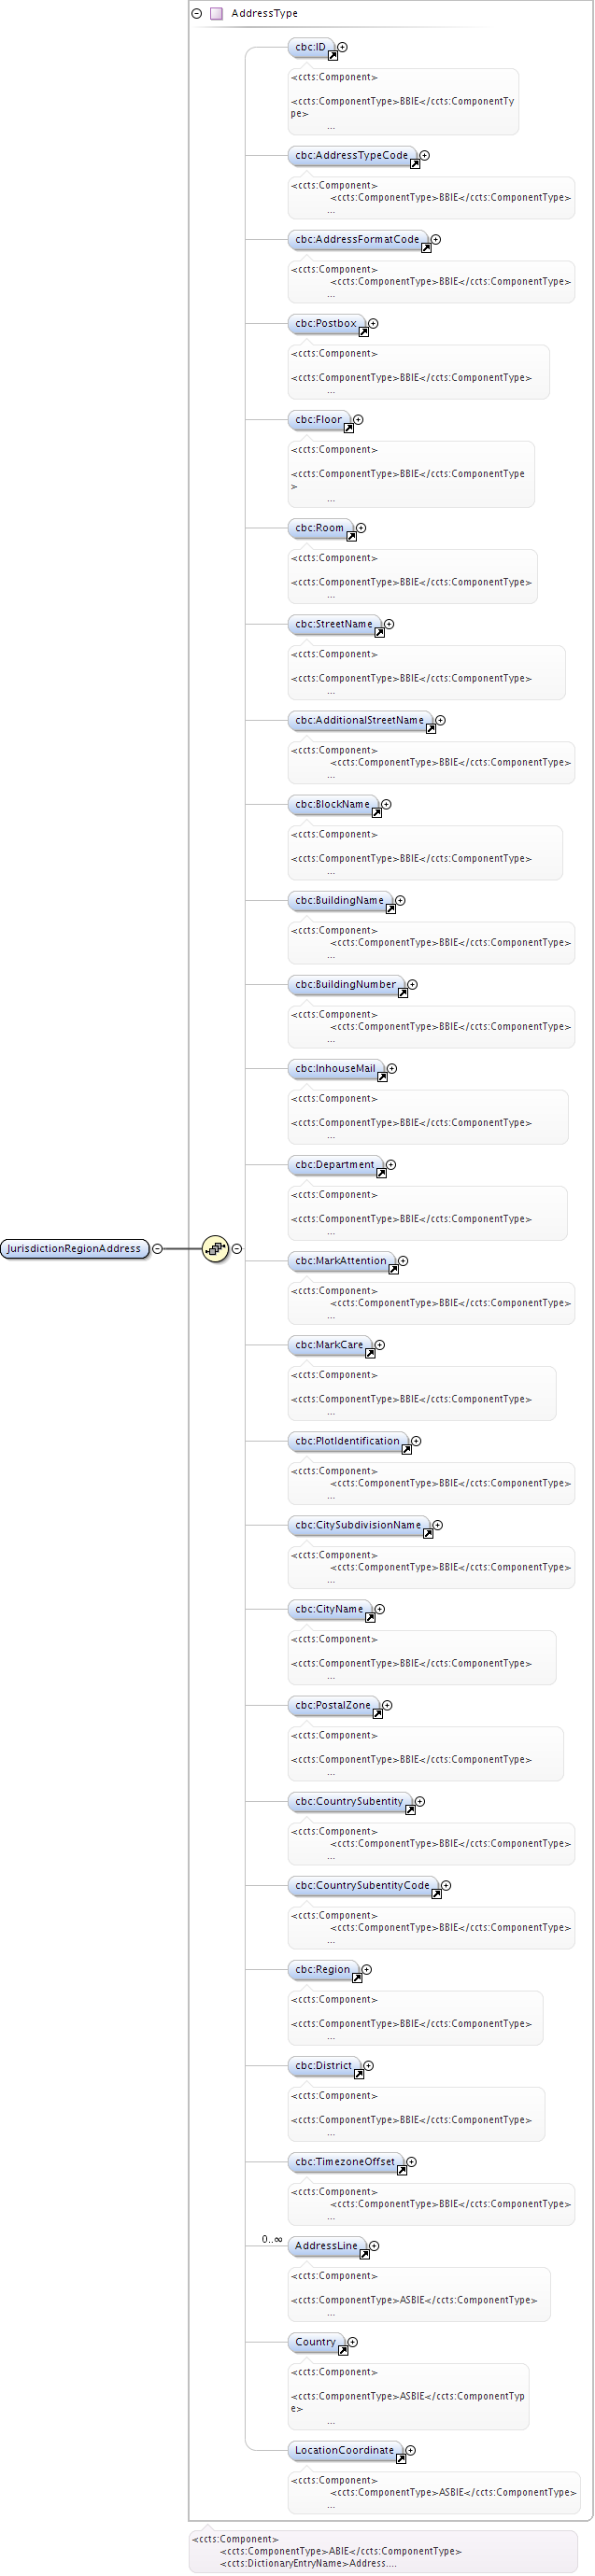 AddressType
cbc:ID
<ccts:Component>
<ccts:ComponentType>BBIE</ccts:ComponentTy
pe>
...
cbc:AddressTypeCode
<ccts:Component>
<ccts:ComponentType>BBIE</ccts:ComponentType>
...
cbc:AddressFormatCode
<ccts:Component>
<ccts:ComponentType>BBIE</ccts:ComponentType>
...
cbc:Postbox
<ccts:Component>
<ccts:ComponentType>BBIE</ccts:ComponentType>
...
cbc:Floor
<ccts:Component>
<ccts:ComponentType>BBIE</ccts:ComponentType
>
...
cbc:Room
<ccts:Component>
<ccts:ComponentType>BBIE</ccts:ComponentType>
...
cbc:StreetName
<ccts:Component>
<ccts:ComponentType>BBIE</ccts:ComponentType>
...
cbc:AdditionalStreetName
<ccts:Component>
<ccts:ComponentType>BBIE</ccts:ComponentType>
...
cbc:BlockName
<ccts:Component>
<ccts:ComponentType>BBIE</ccts:ComponentType>
...
cbc:BuildingName
<ccts:Component>
<ccts:ComponentType>BBIE</ccts:ComponentType>
...
cbc:BuildingNumber
<ccts:Component>
<ccts:ComponentType>BBIE</ccts:ComponentType>
...
cbc:InhouseMail
<ccts:Component>
<ccts:ComponentType>BBIE</ccts:ComponentType>
...
cbc:Department
<ccts:Component>
<ccts:ComponentType>BBIE</ccts:ComponentType>
...
JurisdictionRegionAddress
cbc:MarkAttention
<ccts:Component>
<ccts:ComponentType>BBIE</ccts:ComponentType>
...
cbc:MarkCare
<ccts:Component>
<ccts:ComponentType>BBIE</ccts:ComponentType>
...
cbc:PlotIdentification
<ccts:Component>
<ccts:ComponentType>BBIE</ccts:ComponentType>
...
cbc:CitySubdivisionName
<ccts:Component>
<ccts:ComponentType>BBIE</ccts:ComponentType>
...
cbc:CityName
<ccts:Component>
<ccts:ComponentType>BBIE</ccts:ComponentType>
...
cbc:PostalZone
<ccts:Component>
<ccts:ComponentType>BBIE</ccts:ComponentType>
...
cbc:CountrySubentity
<ccts:Component>
<ccts:ComponentType>BBIE</ccts:ComponentType>
...
cbc:CountrySubentityCode
<ccts:Component>
<ccts:ComponentType>BBIE</ccts:ComponentType>
...
cbc:Region
<ccts:Component>
<ccts:ComponentType>BBIE</ccts:ComponentType>
...
cbc:District
<ccts:Component>
<ccts:ComponentType>BBIE</ccts:ComponentType>
...
cbc:TimezoneOffset
<ccts:Component>
<ccts:ComponentType>BBIE</ccts:ComponentType>
...
0..∞
AddressLine
<ccts:Component>
<ccts:ComponentType>ASBIE</ccts:ComponentType>
...
Country
<ccts:Component>
<ccts:ComponentType>ASBIE</ccts:ComponentTyp
e>
...
LocationCoordinate
<ccts:Component>
<ccts:ComponentType>ASBIE</ccts:ComponentType>
...
<ccts:Component>
<ccts:ComponentType>ABIE</ccts:ComponentType>
<ccts:DictionaryEntryName>Address....